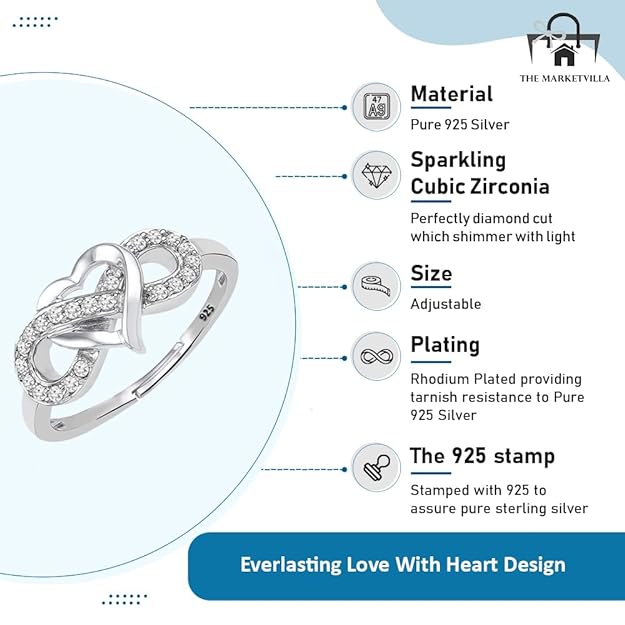 THE MARKETVILLA
47
Ag
Material
Pure 925 Silver
Sparkling
Cubic Zirconia
Perfectly diamond cut
which shimmer with light
Size
Adjustable
925
Plating
Rhodium Plated providing
tarnish resistance to Pure
925 Silver
The 925 stamp
Stamped with 925 to
assure pure sterling silver
Everlasting Love With Heart Design